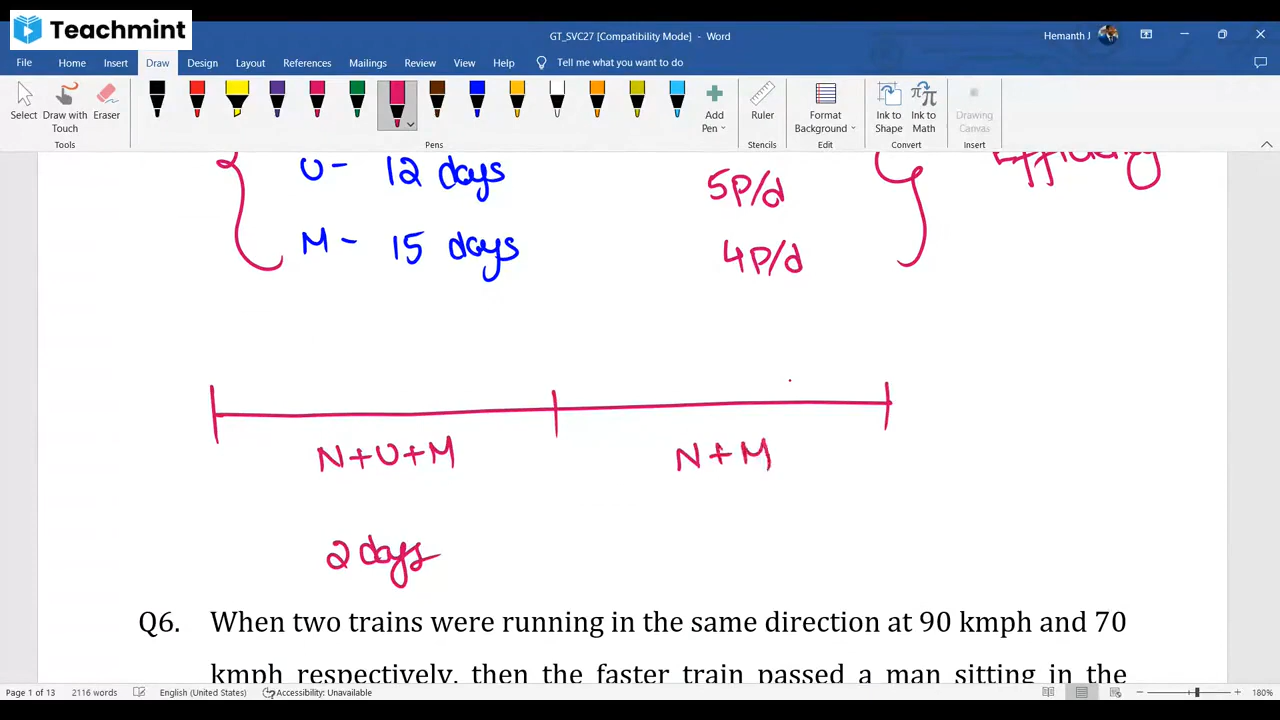 Teachmint
GT_SVC27 [Compatibility Mode] - Word
Hemanth J
File Home Insert Draw Design Layout References Mailings Review View Help Tell me what you want to do
Select
Draw with Touch
Eraser
Add Pen
Ruler
Format Background
Ink to Shape
Ink to Math
Drawing Canvas
Tools Pens Stencils Convert Insert
U- 12 days 5P/d
M- 15 days 4P/d
N+U+M N+M
2 days
Q6. When two trains were running in the same direction at 90 kmph and 70
kmph respectively, then the faster train passed a man sitting in the
Page 1 of 13 2116 words English (United States) Accessibility: Unavailable 180%